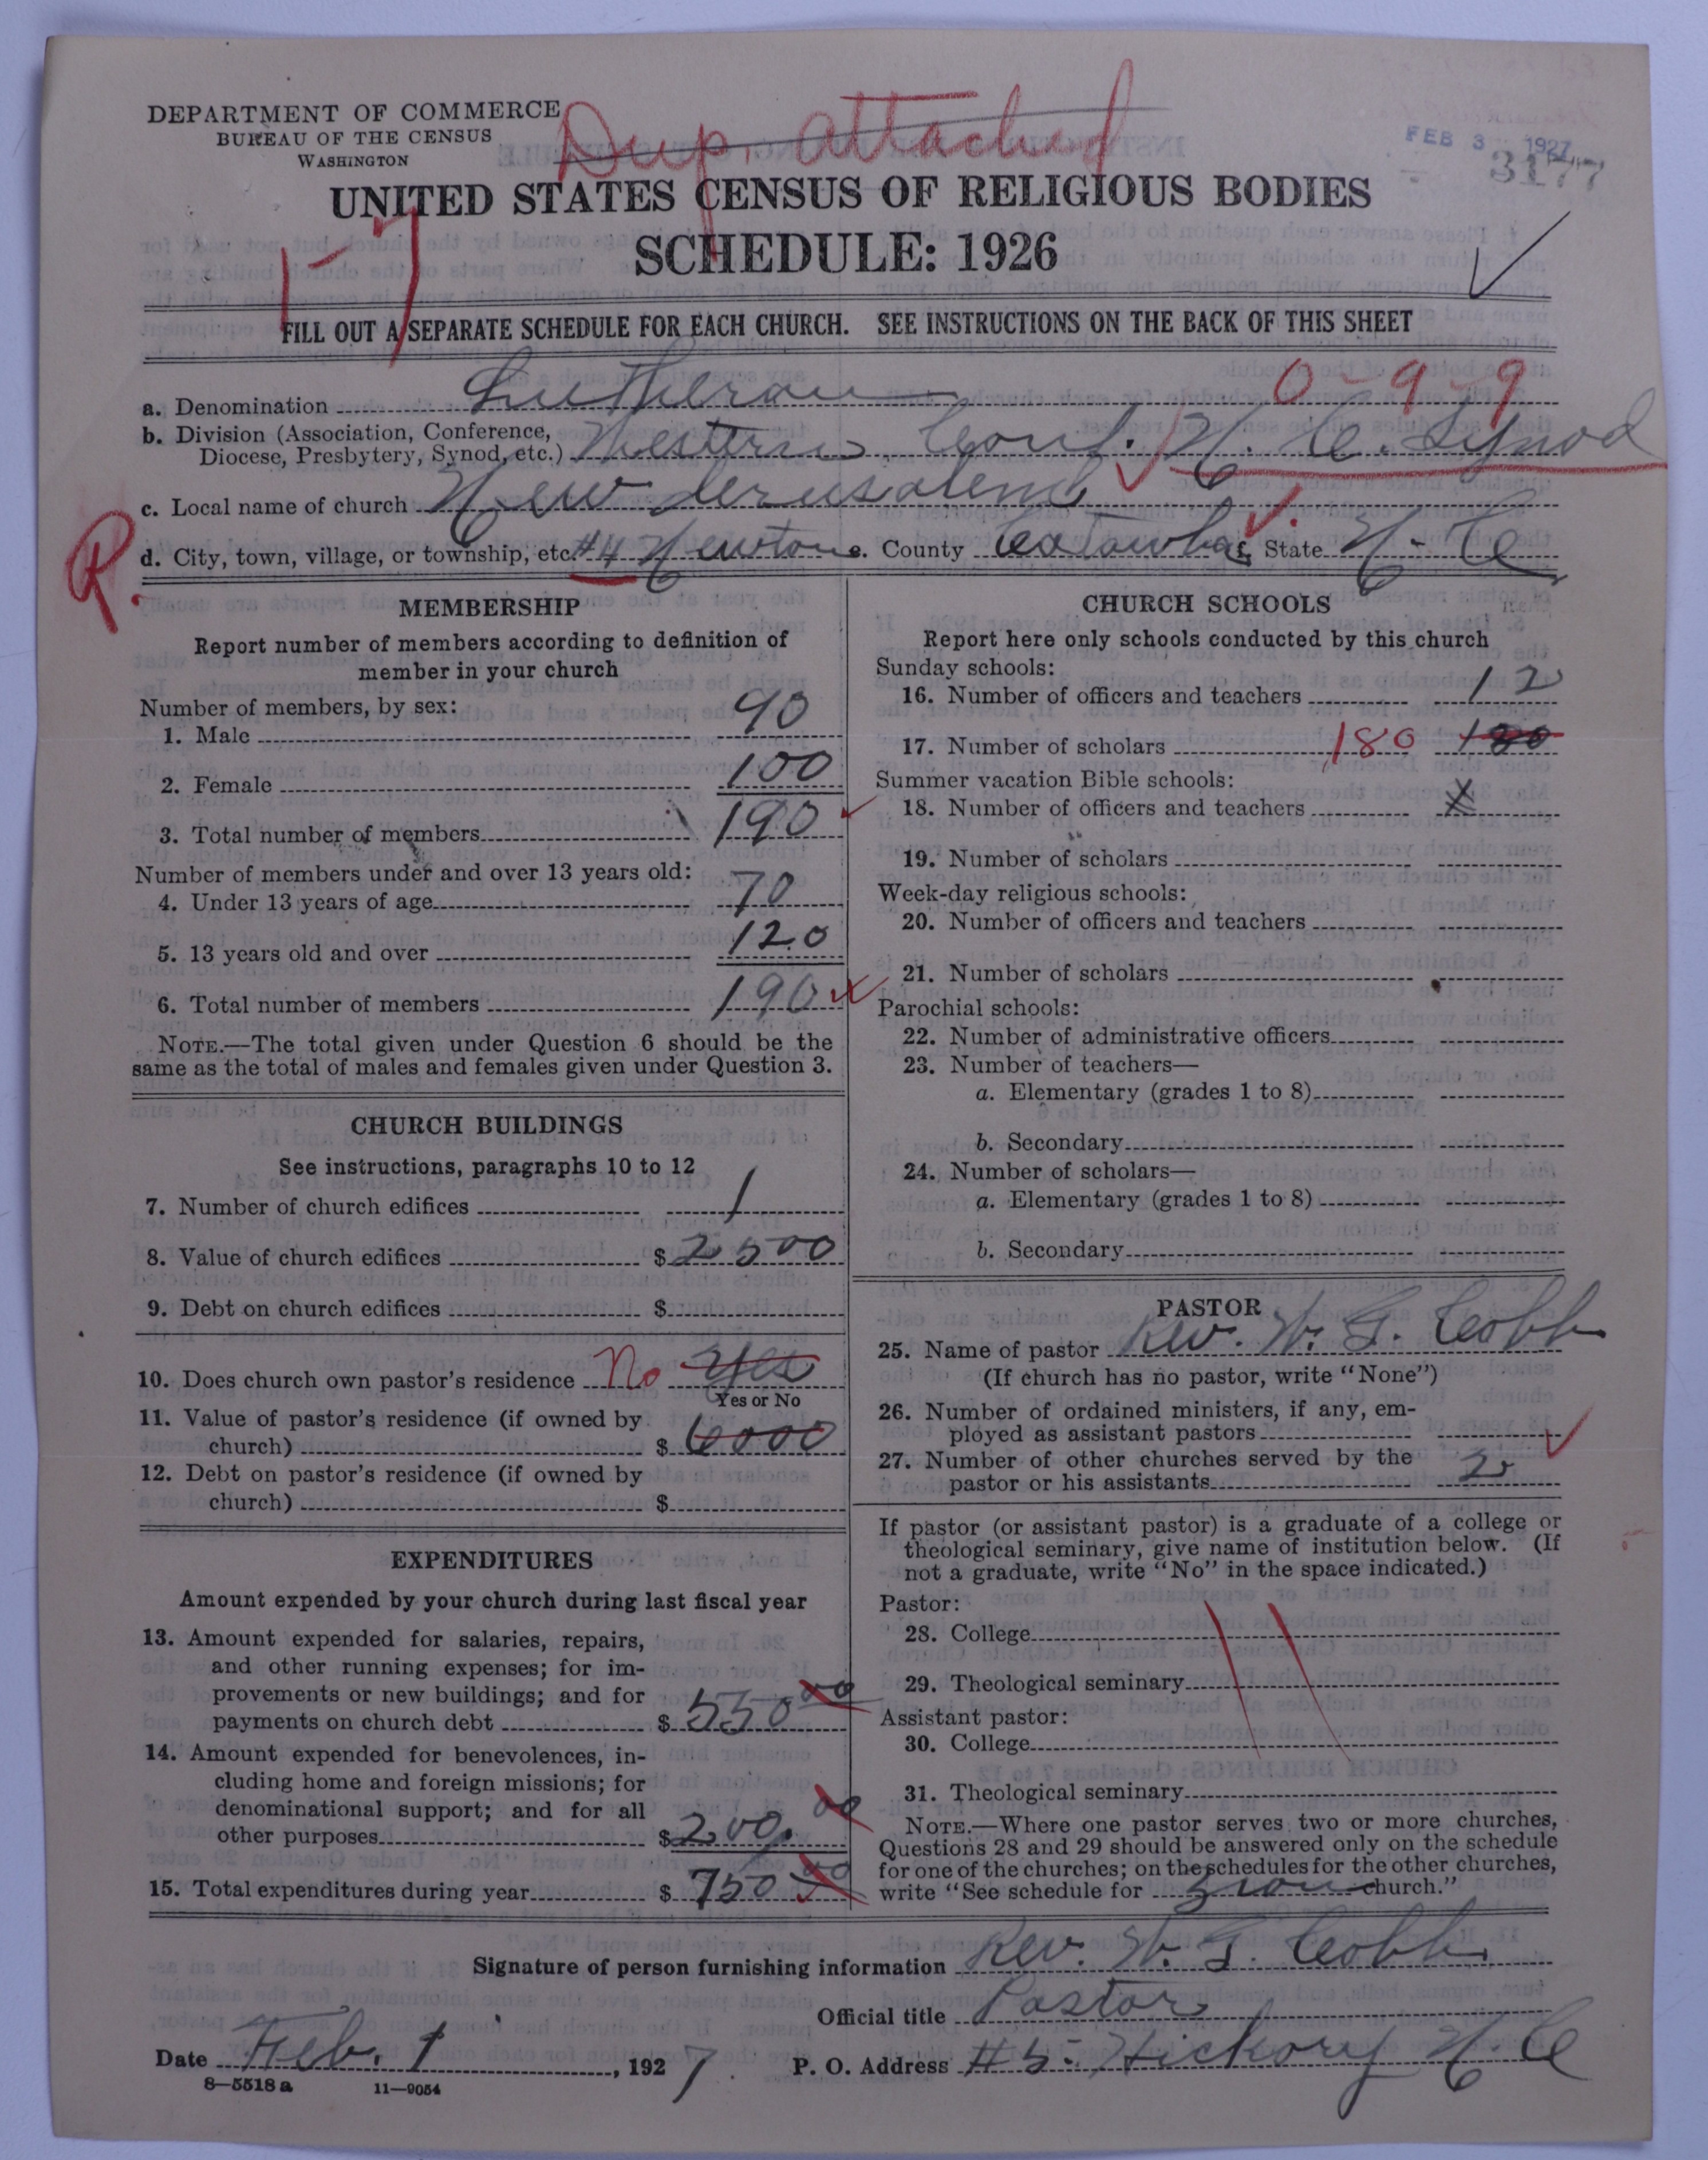 DEPARTMENT OF COMMERCE
BUREAU OF THE CENSUS
WASHINGTON
Dup. attached
FEB 3 1927
3177
UNITED STATES CENSUS OF RELIGIOUS BODIES
SCHEDULE: 1926
1-7
FILL OUT A SEPARATE SCHEDULE FOR EACH CHURCH. SEE INSTRUCTIONS ON THE BACK OF THIS SHEET
0-9-9
a. Denomination Lutheran
b. Division (Association, Conference,
Diocese, Presbytery, Synod, etc.) Western Conf. N. C. Synod
c. Local name of church New Jerusalem
R.
d. City, town, village, or township, etc. #4 Newton e. County Catawba f. State N. C.
MEMBERSHIP
Report number of members according to definition of
member in your church
Number of members, by sex:
1. Male 90
2. Female 100
3. Total number of members 190
Number of members under and over 13 years old:
4. Under 13 years of age 70
5. 13 years old and over 120
6. Total number of members 190
NOTE.—The total given under Question 6 should be the
same as the total of males and females given under Question 3.
CHURCH BUILDINGS
See instructions, paragraphs 10 to 12
7. Number of church edifices 1
8. Value of church edifices $ 2500
9. Debt on church edifices $
10. Does church own pastor's residence No Yes
Yes or No
11. Value of pastor's residence (if owned by
church) $ 6000
12. Debt on pastor's residence (if owned by
church) $
EXPENDITURES
Amount expended by your church during last fiscal year
13. Amount expended for salaries, repairs,
and other running expenses; for im-
provements or new buildings; and for
payments on church debt $ 550 00
14. Amount expended for benevolences, in-
cluding home and foreign missions; for
denominational support; and for all
other purposes $ 200. 00
15. Total expenditures during year $ 750 00
CHURCH SCHOOLS
Report here only schools conducted by this church
Sunday schools:
16. Number of officers and teachers 12
17. Number of scholars 180 180
Summer vacation Bible schools:
18. Number of officers and teachers X
19. Number of scholars
Week-day religious schools:
20. Number of officers and teachers
21. Number of scholars
Parochial schools:
22. Number of administrative officers
23. Number of teachers—
a. Elementary (grades 1 to 8)
b. Secondary
24. Number of scholars—
a. Elementary (grades 1 to 8)
b. Secondary
PASTOR
25. Name of pastor Rev. W. G. Cobb
(If church has no pastor, write "None")
26. Number of ordained ministers, if any, em-
ployed as assistant pastors
27. Number of other churches served by the
pastor or his assistants 2
If pastor (or assistant pastor) is a graduate of a college or
theological seminary, give name of institution below. (If
not a graduate, write "No" in the space indicated.)
Pastor:
28. College
29. Theological seminary
Assistant pastor:
30. College
31. Theological seminary
NOTE.—Where one pastor serves two or more churches,
Questions 28 and 29 should be answered only on the schedule
for one of the churches; on the schedules for the other churches,
write "See schedule for Zion church."
Signature of person furnishing information Rev. W. G. Cobb
Official title Pastor
Date Feb. 1, 1927. P. O. Address #5. Hickory N C
8—5518 a 11—9054